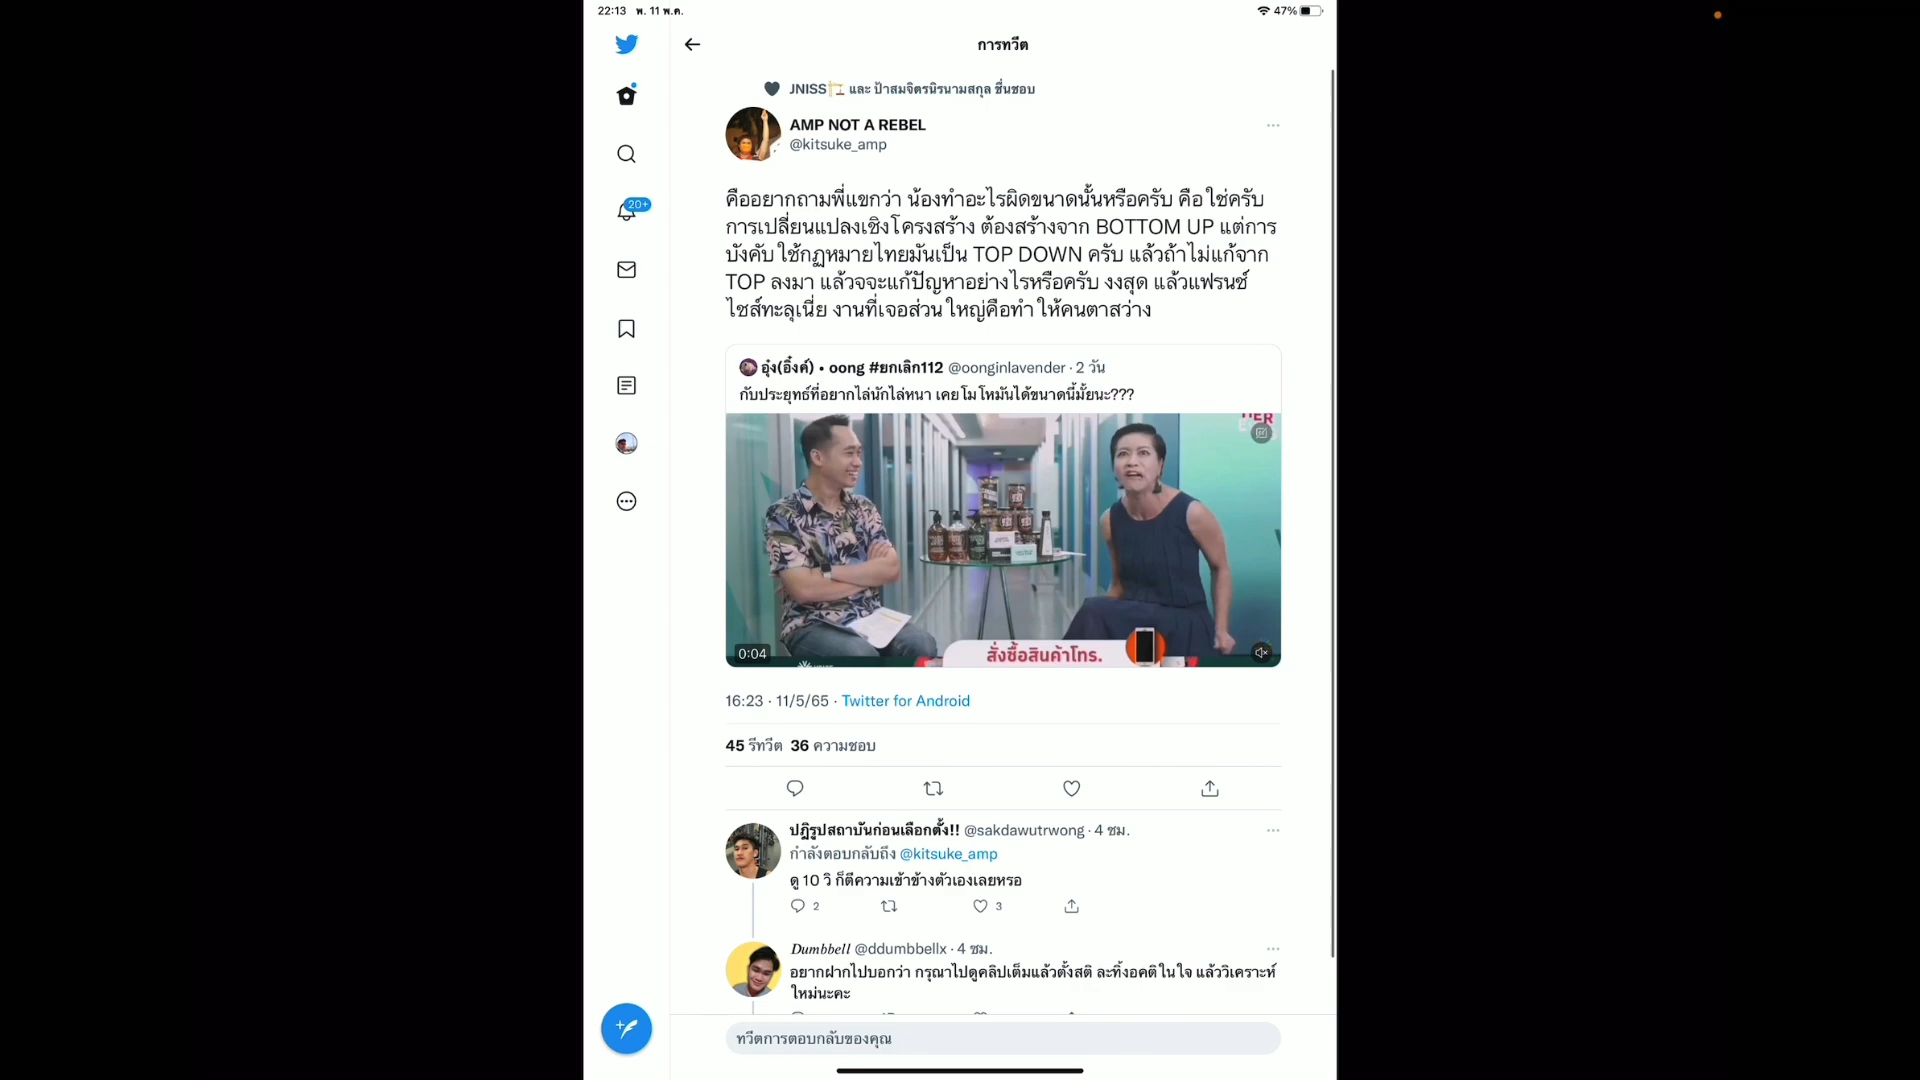 22:13 พ. 11 พ.ค.
47%
การทวีต
JNISS และ ป้าสมจิตรนิรนามสกุล ชื่นชอบ
AMP NOT A REBEL
@kitsuke_amp
คืออยากถามพี่แขกว่า น้องทำอะไรผิดขนาดนั้นหรือครับ คือ ใช่ครับ
การเปลี่ยนแปลงเชิงโครงสร้าง ต้องสร้างจาก BOTTOM UP แต่การ
บังคับ ใช้กฏหมายไทยมันเป็น TOP DOWN ครับ แล้วถ้าไม่แก้จาก
TOP ลงมา แล้วจจะแก้ปัญหาอย่างไรหรือครับ งงสุด แล้วแฟรนช์
ไชส์ทะลุเนี่ย งานที่เจอส่วน ใหญ่คือทำ ให้คนตาสว่าง
อุ๋ง(อิ๋งค์) • oong #ยกเลิก112 @oonginlavender · 2 วัน
กับประยุทธ์ที่อยากไล่นักไล่หนา เคยโมโหมันได้ขนาดนี้มั้ยนะ???
HER
0:04
สั่งซื้อสินค้าโทร.
16:23 · 11/5/65 · Twitter for Android
45 รีทวีต 36 ความชอบ
ปฏิรูปสถาบันก่อนเลือกตั้ง!! @sakdawutrwong · 4 ชม.
กำลังตอบกลับถึง @kitsuke_amp
ดู 10 วิ ก็ตีความเข้าข้างตัวเองเลยหรอ
2 3
Dumbbell @ddumbbellx · 4 ชม.
อยากฝากไปบอกว่า กรุณาไปดูคลิปเต็มแล้วตั้งสติ ละทิ้งอคติในใจ แล้ววิเคราะห์
ใหม่นะคะ
ทวีตการตอบกลับของคุณ
20+